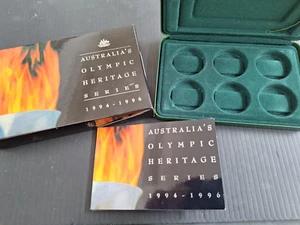 AUSTRALIA'S
OLYMPIC
HERITAGE
SERIES
1994-1996
AUSTRALIA'S
OLYMPIC
HERITAGE
SERIES
1994-1996